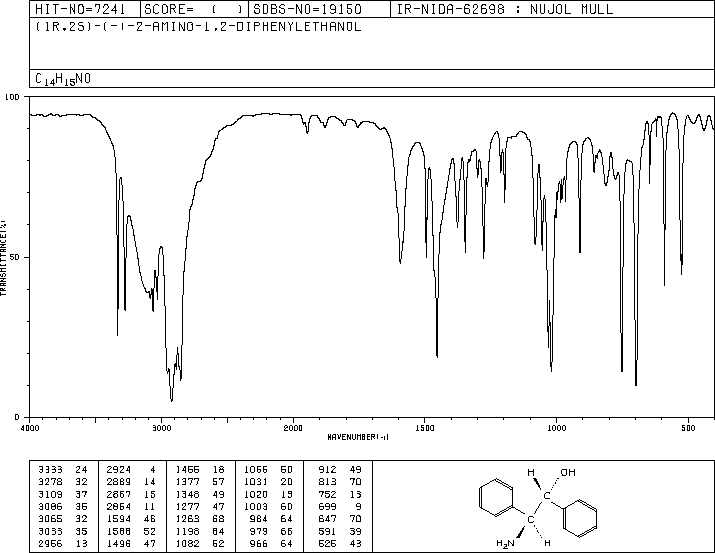 HIT-NO=7241 SCORE= ( ) SDBS-NO=19150 IR-NIDA-62698 : NUJOL MULL
(1R,2S)-(-)-2-AMINO-1,2-DIPHENYLETHANOL
C14H15NO
100
50
0
TRANSMITTANCE(%)
4000 3000 2000 1500 1000 500
WAVENUMBER(-1)
3333 24 2924 4 1456 18 1066 50 912 49
3278 32 2889 14 1377 57 1031 20 813 70
3109 37 2867 15 1348 49 1020 13 752 13
3086 36 2854 11 1277 47 1003 60 699 9
3065 32 1594 46 1263 68 984 64 647 70
3033 35 1588 52 1198 64 979 66 591 39
2956 13 1496 47 1082 52 966 64 526 43
H OH
C
C
H2N H